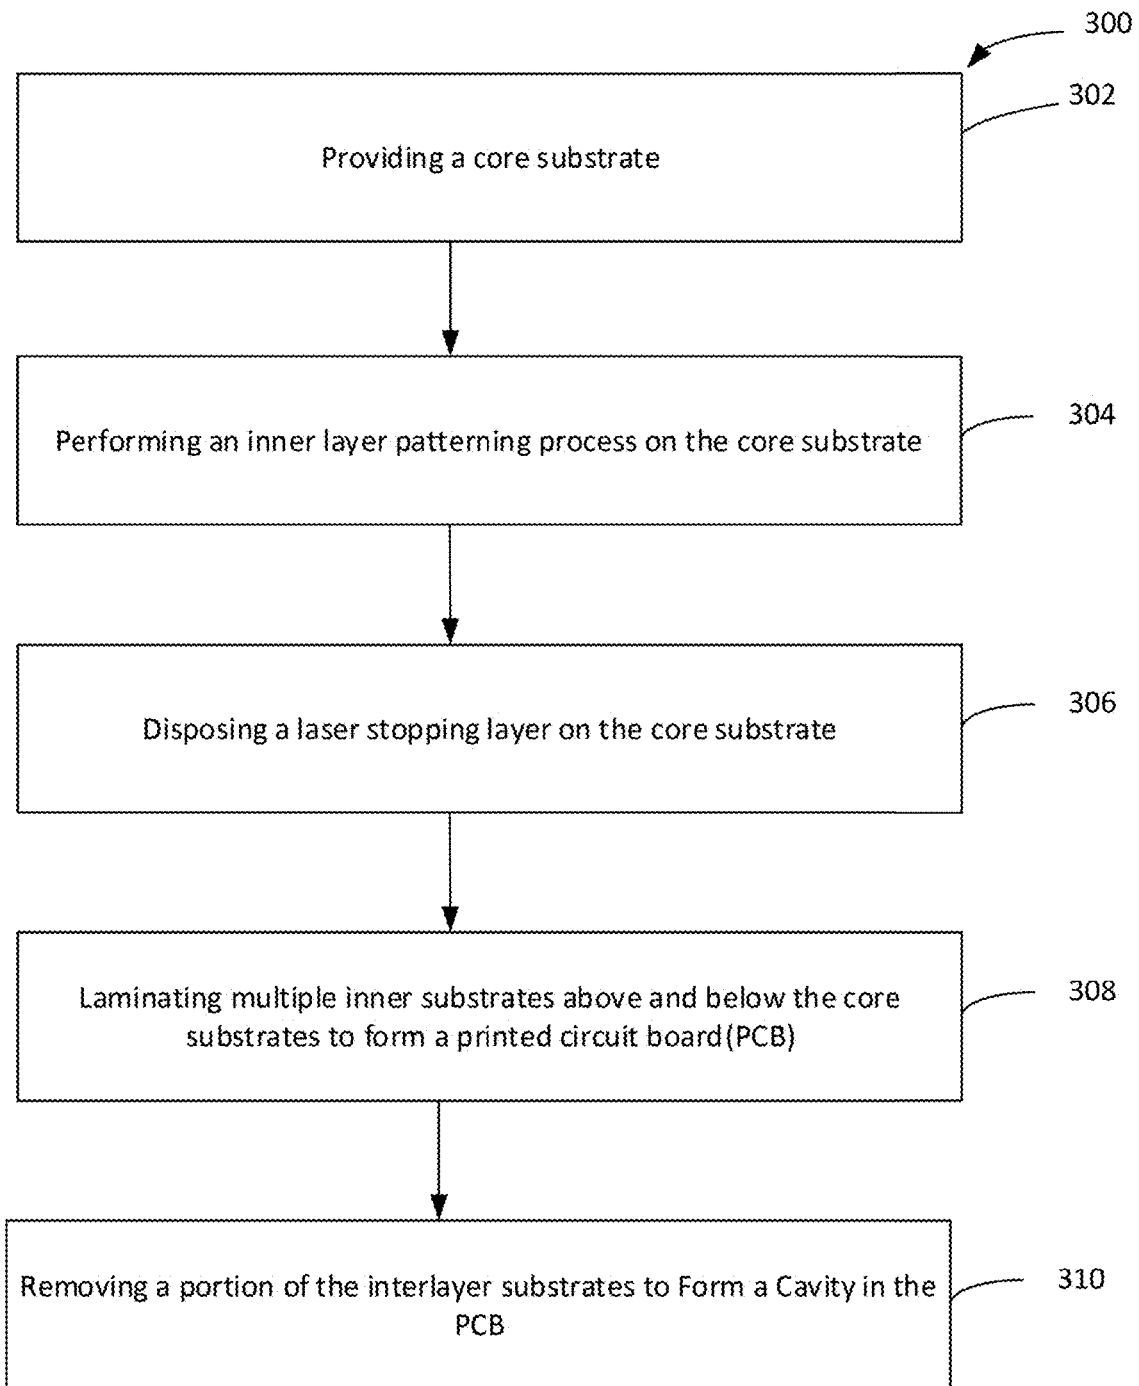 300
302
Providing a core substrate
304
Performing an inner layer patterning process on the core substrate
306
Disposing a laser stopping layer on the core substrate
308
Laminating multiple inner substrates above and below the core
substrates to form a printed circuit board(PCB)
310
Removing a portion of the interlayer substrates to Form a Cavity in the
PCB